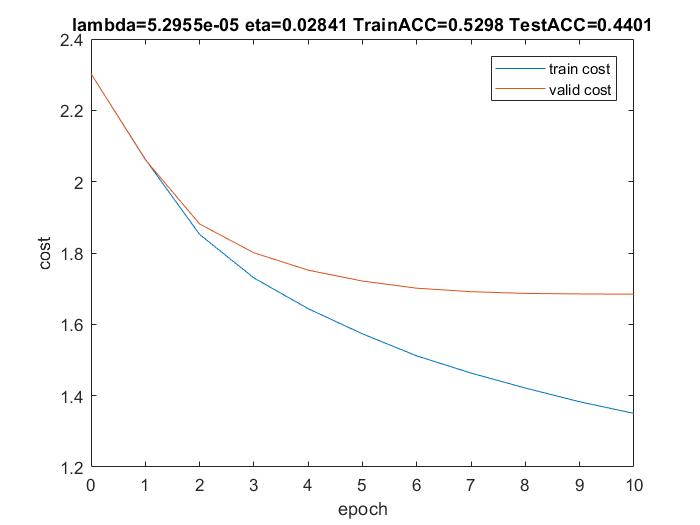 lambda=5.2955e-05 eta=0.02841 TrainACC=0.5298 TestACC=0.4401
train cost
valid cost
2.4
2.2
2
1.8
1.6
1.4
1.2
cost
0 1 2 3 4 5 6 7 8 9 10
epoch